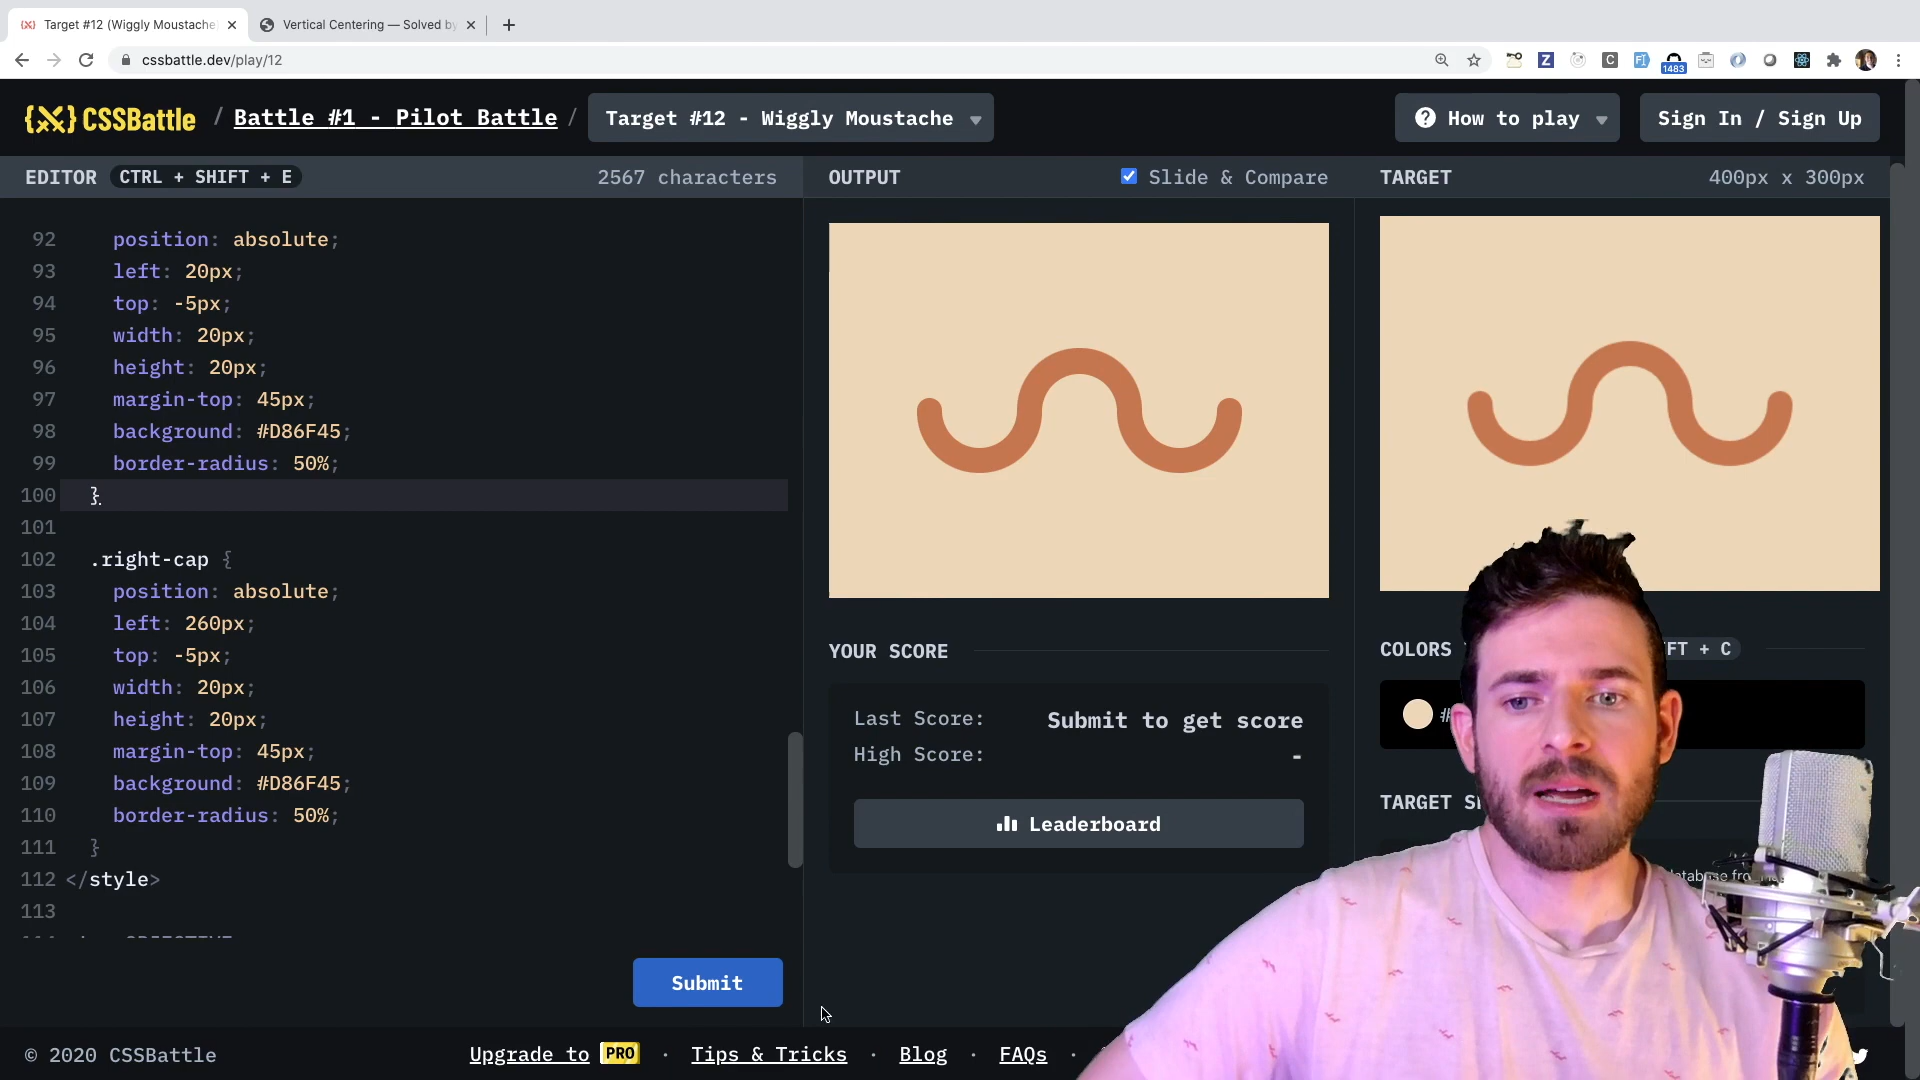 Target #12 (Wiggly Moustache
Vertical Centering — Solved by
cssbattle.dev/play/12
1483
CSSBattle / Battle #1 - Pilot Battle / Target #12 - Wiggly Moustache
How to play
Sign In / Sign Up
EDITOR CTRL + SHIFT + E 2567 characters
92 position: absolute;
93 left: 20px;
94 top: -5px;
95 width: 20px;
96 height: 20px;
97 margin-top: 45px;
98 background: #D86F45;
99 border-radius: 50%;
100 }
101
102 .right-cap {
103 position: absolute;
104 left: 260px;
105 top: -5px;
106 width: 20px;
107 height: 20px;
108 margin-top: 45px;
109 background: #D86F45;
110 border-radius: 50%;
111 }
112 </style>
113
Submit
OUTPUT Slide & Compare
YOUR SCORE
Last Score: Submit to get score
High Score: -
Leaderboard
TARGET 400px x 300px
COLORS FT + C
#
TARGET
© 2020 CSSBattle
Upgrade to PRO · Tips & Tricks · Blog · FAQs ·